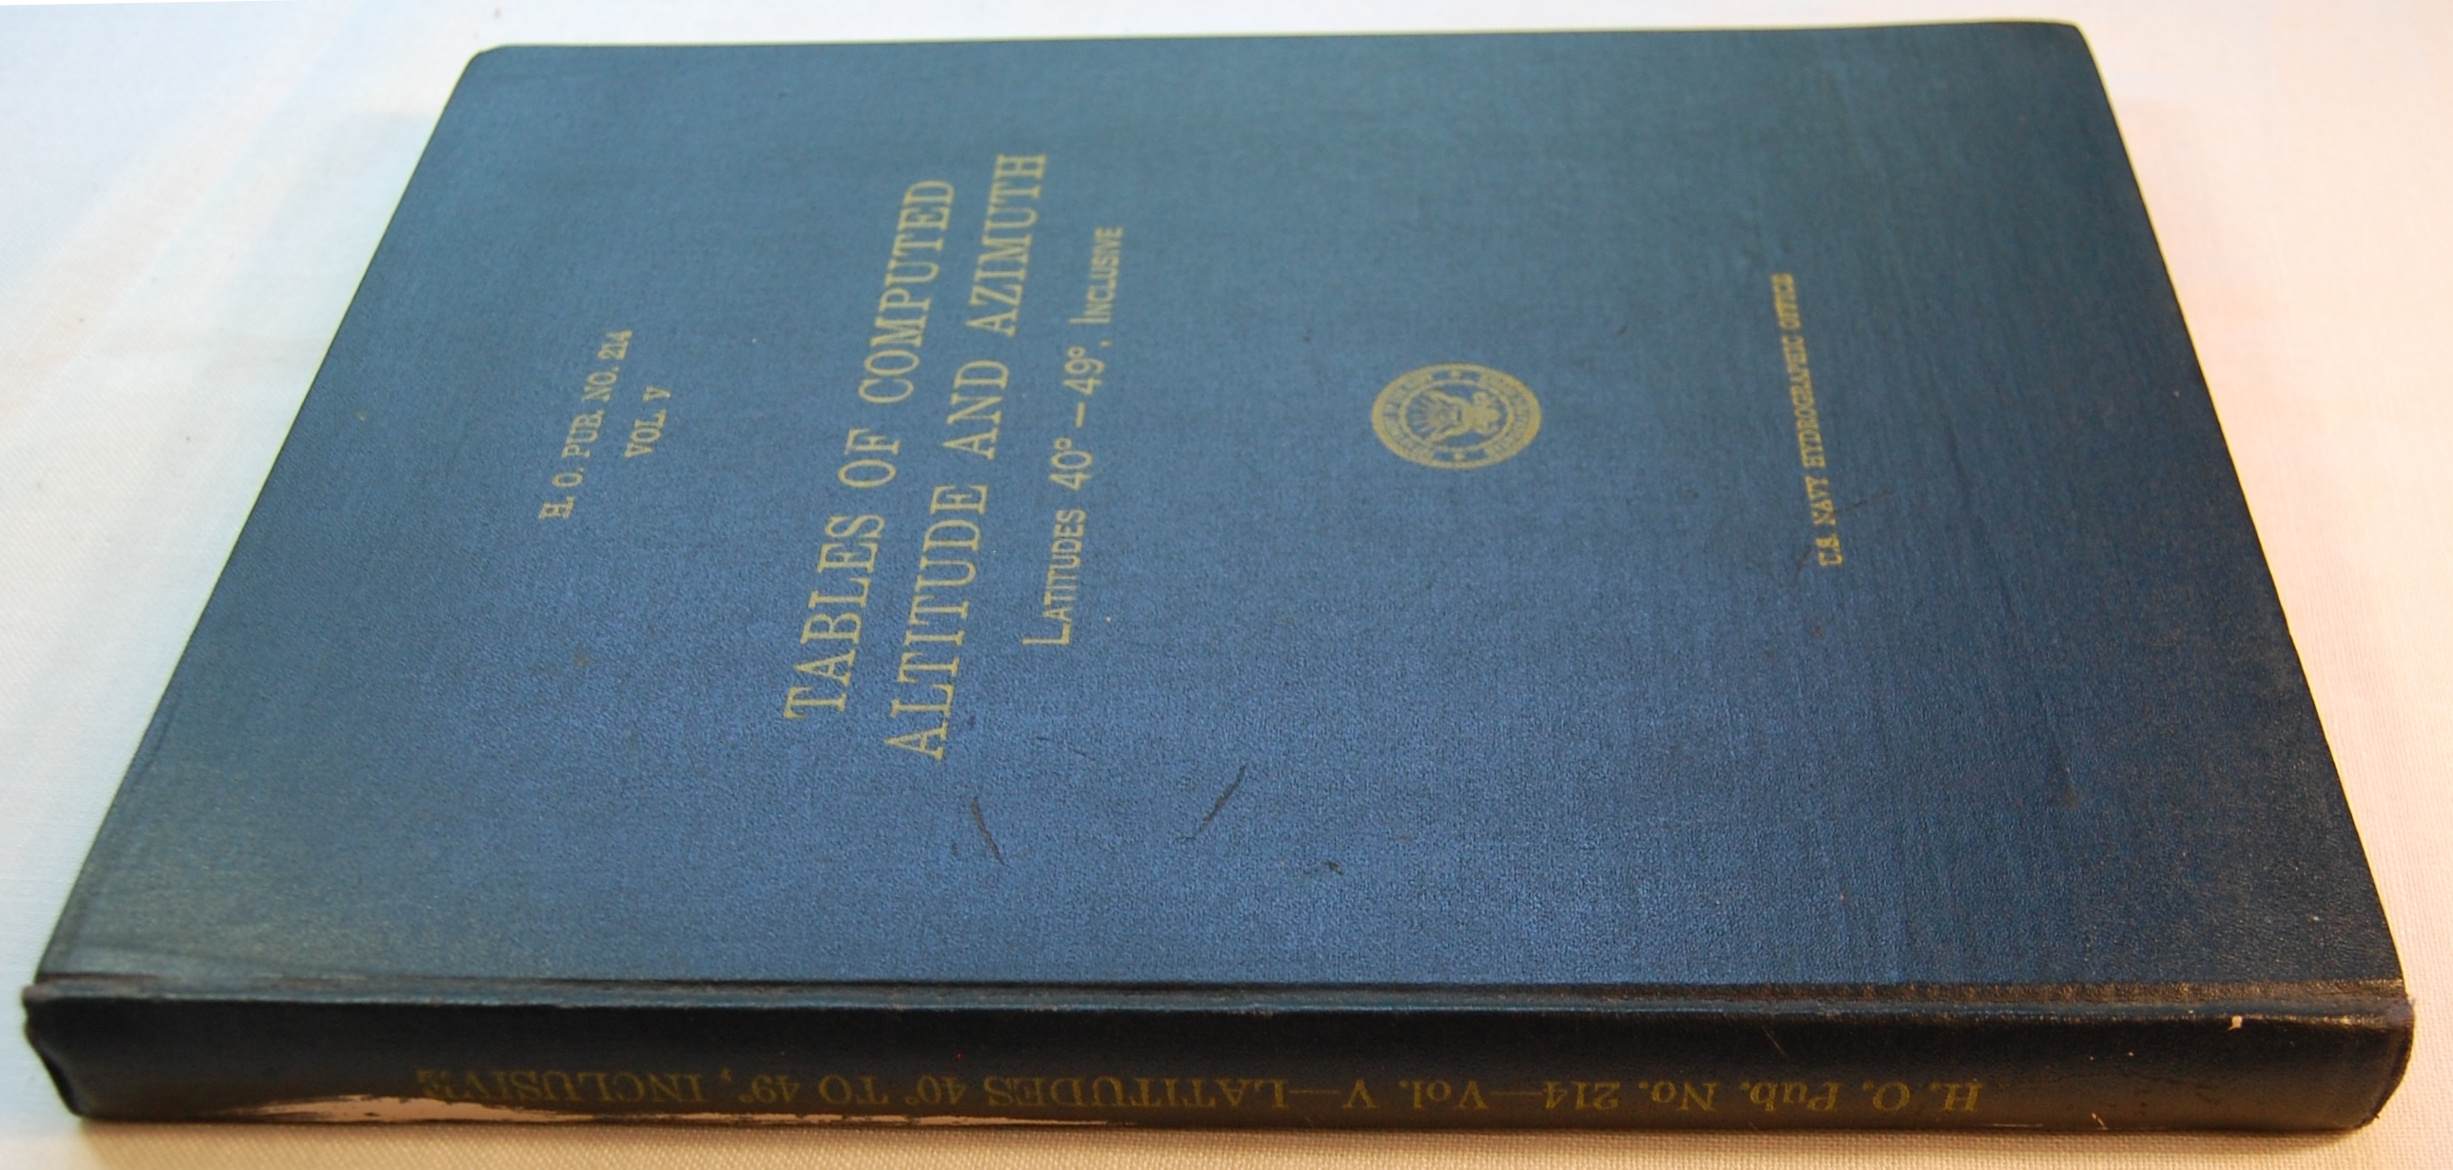 H. O. PUB. NO. 214
VOL. V
TABLES OF COMPUTED
ALTITUDE AND AZIMUTH
LATITUDES 40° – 49°, INCLUSIVE
U.S. NAVY HYDROGRAPHIC OFFICE
H. O. Pub. No. 214—Vol. V—LATITUDES 40° TO 49°, INCLUSIVE